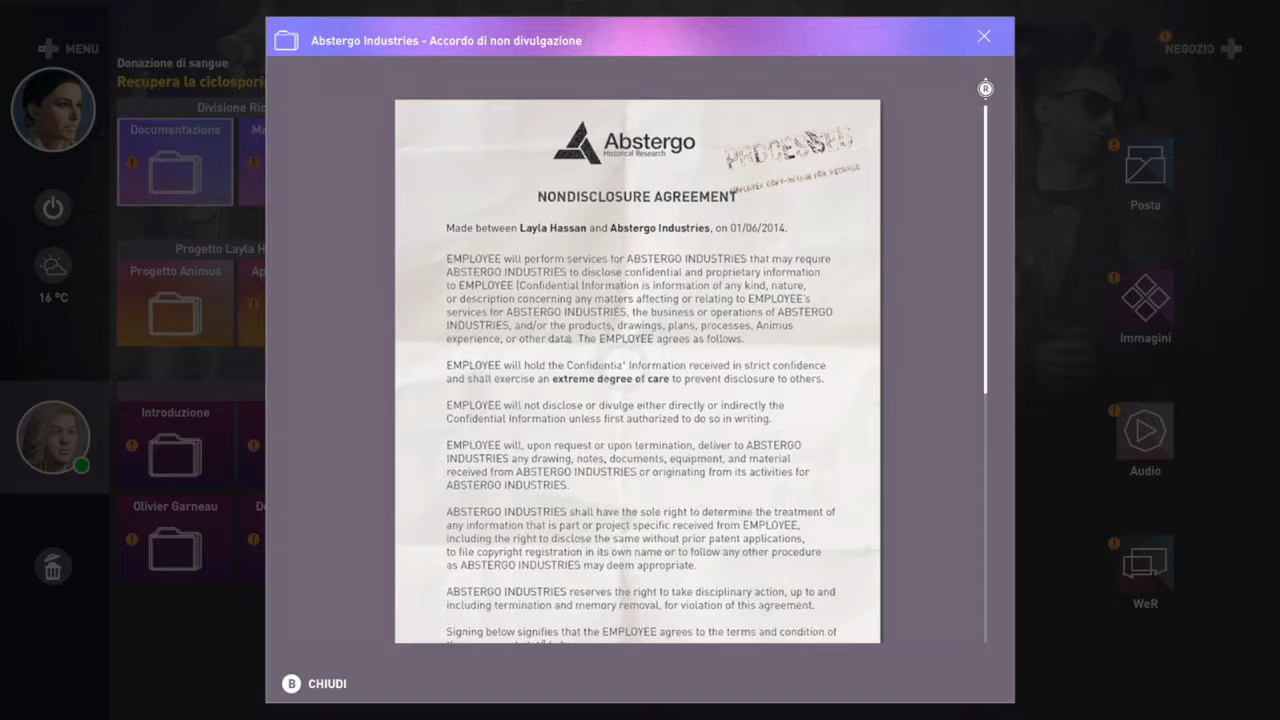 Abstergo Industries - Accordo di non divulgazione
MENU
NEGOZIO
Donazione di sangue
Recupera la ciclospori
Divisione Ric
Documentazione
Ma
16 °C
Progetto Layla H
Progetto Animus
Ap
Introduzione
Olivier Garneau
De
Abstergo
Historical Research
PROCESSED
NONDISCLOSURE AGREEMENT
Made between Layla Hassan and Abstergo Industries, on 01/06/2014.
EMPLOYEE will perform services for ABSTERGO INDUSTRIES that may require
ABSTERGO INDUSTRIES to disclose confidential and proprietary information
to EMPLOYEE (Confidential Information is information of any kind, nature,
or description concerning any matters affecting or relating to EMPLOYEE's
services for ABSTERGO INDUSTRIES, the business or operations of ABSTERGO
INDUSTRIES, and/or the products, drawings, plans, processes, Animus
experience, or other data). The EMPLOYEE agrees as follows.
EMPLOYEE will hold the Confidential Information received in strict confidence
and shall exercise an extreme degree of care to prevent disclosure to others.
EMPLOYEE will not disclose or divulge either directly or indirectly the
Confidential Information unless first authorized to do so in writing.
EMPLOYEE will, upon request or upon termination, deliver to ABSTERGO
INDUSTRIES any drawing, notes, documents, equipment, and material
received from ABSTERGO INDUSTRIES or originating from its activities for
ABSTERGO INDUSTRIES.
ABSTERGO INDUSTRIES shall have the sole right to determine the treatment of
any information that is part or project specific received from EMPLOYEE,
including the right to disclose the same without prior patent applications,
to file copyright registration in its own name or to follow any other procedure
as ABSTERGO INDUSTRIES may deem appropriate.
ABSTERGO INDUSTRIES reserves the right to take disciplinary action, up to and
including termination and memory removal, for violation of this agreement.
Signing below signifies that the EMPLOYEE agrees to the terms and condition of
R
Posta
Immagini
Audio
WeR
B CHIUDI